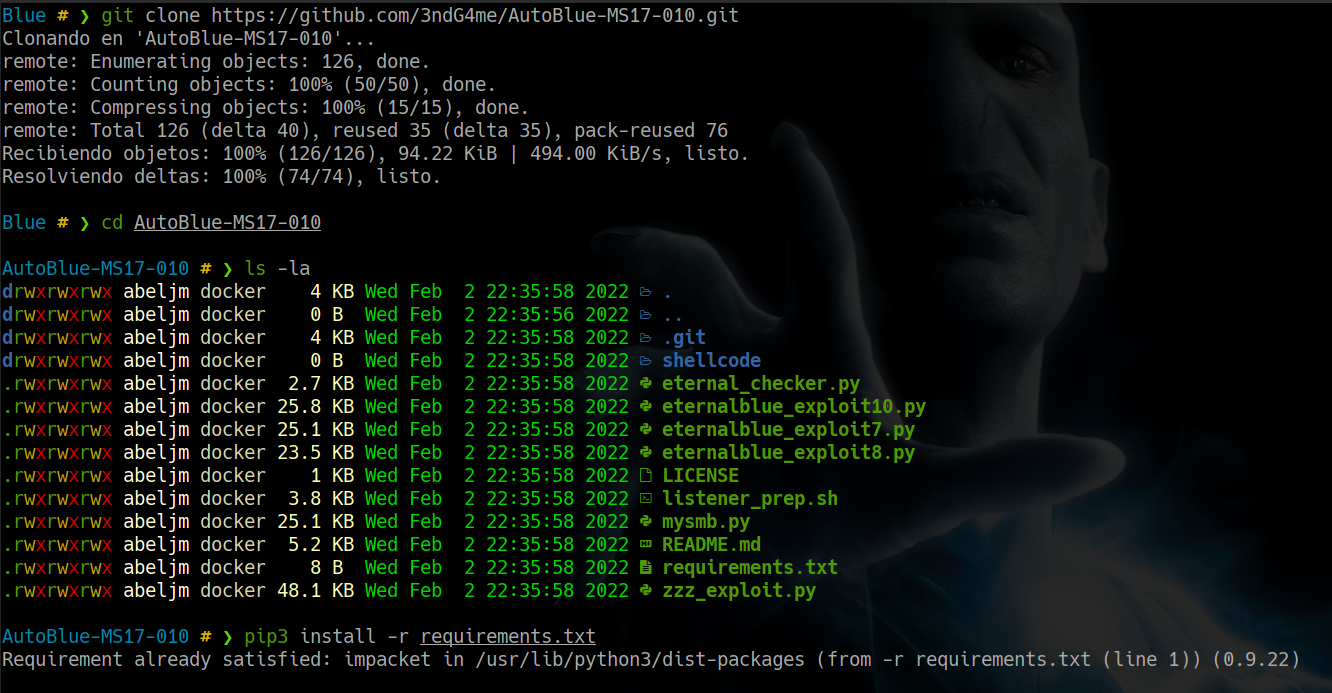 Blue # ❯ git clone https://github.com/3ndG4me/AutoBlue-MS17-010.git
Clonando en 'AutoBlue-MS17-010'...
remote: Enumerating objects: 126, done.
remote: Counting objects: 100% (50/50), done.
remote: Compressing objects: 100% (15/15), done.
remote: Total 126 (delta 40), reused 35 (delta 35), pack-reused 76
Recibiendo objetos: 100% (126/126), 94.22 KiB | 494.00 KiB/s, listo.
Resolviendo deltas: 100% (74/74), listo.
Blue # ❯ cd AutoBlue-MS17-010
AutoBlue-MS17-010 # ❯ ls -la
drwxrwxrwx abeljm docker    4 KB Wed Feb  2 22:35:58 2022 .
drwxrwxrwx abeljm docker    0 B  Wed Feb  2 22:35:56 2022 ..
drwxrwxrwx abeljm docker    4 KB Wed Feb  2 22:35:58 2022 .git
drwxrwxrwx abeljm docker    0 B  Wed Feb  2 22:35:58 2022 shellcode
.rwxrwxrwx abeljm docker  2.7 KB Wed Feb  2 22:35:58 2022 eternal_checker.py
.rwxrwxrwx abeljm docker 25.8 KB Wed Feb  2 22:35:58 2022 eternalblue_exploit10.py
.rwxrwxrwx abeljm docker 25.1 KB Wed Feb  2 22:35:58 2022 eternalblue_exploit7.py
.rwxrwxrwx abeljm docker 23.5 KB Wed Feb  2 22:35:58 2022 eternalblue_exploit8.py
.rwxrwxrwx abeljm docker    1 KB Wed Feb  2 22:35:58 2022 LICENSE
.rwxrwxrwx abeljm docker  3.8 KB Wed Feb  2 22:35:58 2022 listener_prep.sh
.rwxrwxrwx abeljm docker 25.1 KB Wed Feb  2 22:35:58 2022 mysmb.py
.rwxrwxrwx abeljm docker  5.2 KB Wed Feb  2 22:35:58 2022 README.md
.rwxrwxrwx abeljm docker    8 B  Wed Feb  2 22:35:58 2022 requirements.txt
.rwxrwxrwx abeljm docker 48.1 KB Wed Feb  2 22:35:58 2022 zzz_exploit.py
AutoBlue-MS17-010 # ❯ pip3 install -r requirements.txt
Requirement already satisfied: impacket in /usr/lib/python3/dist-packages (from -r requirements.txt (line 1)) (0.9.22)